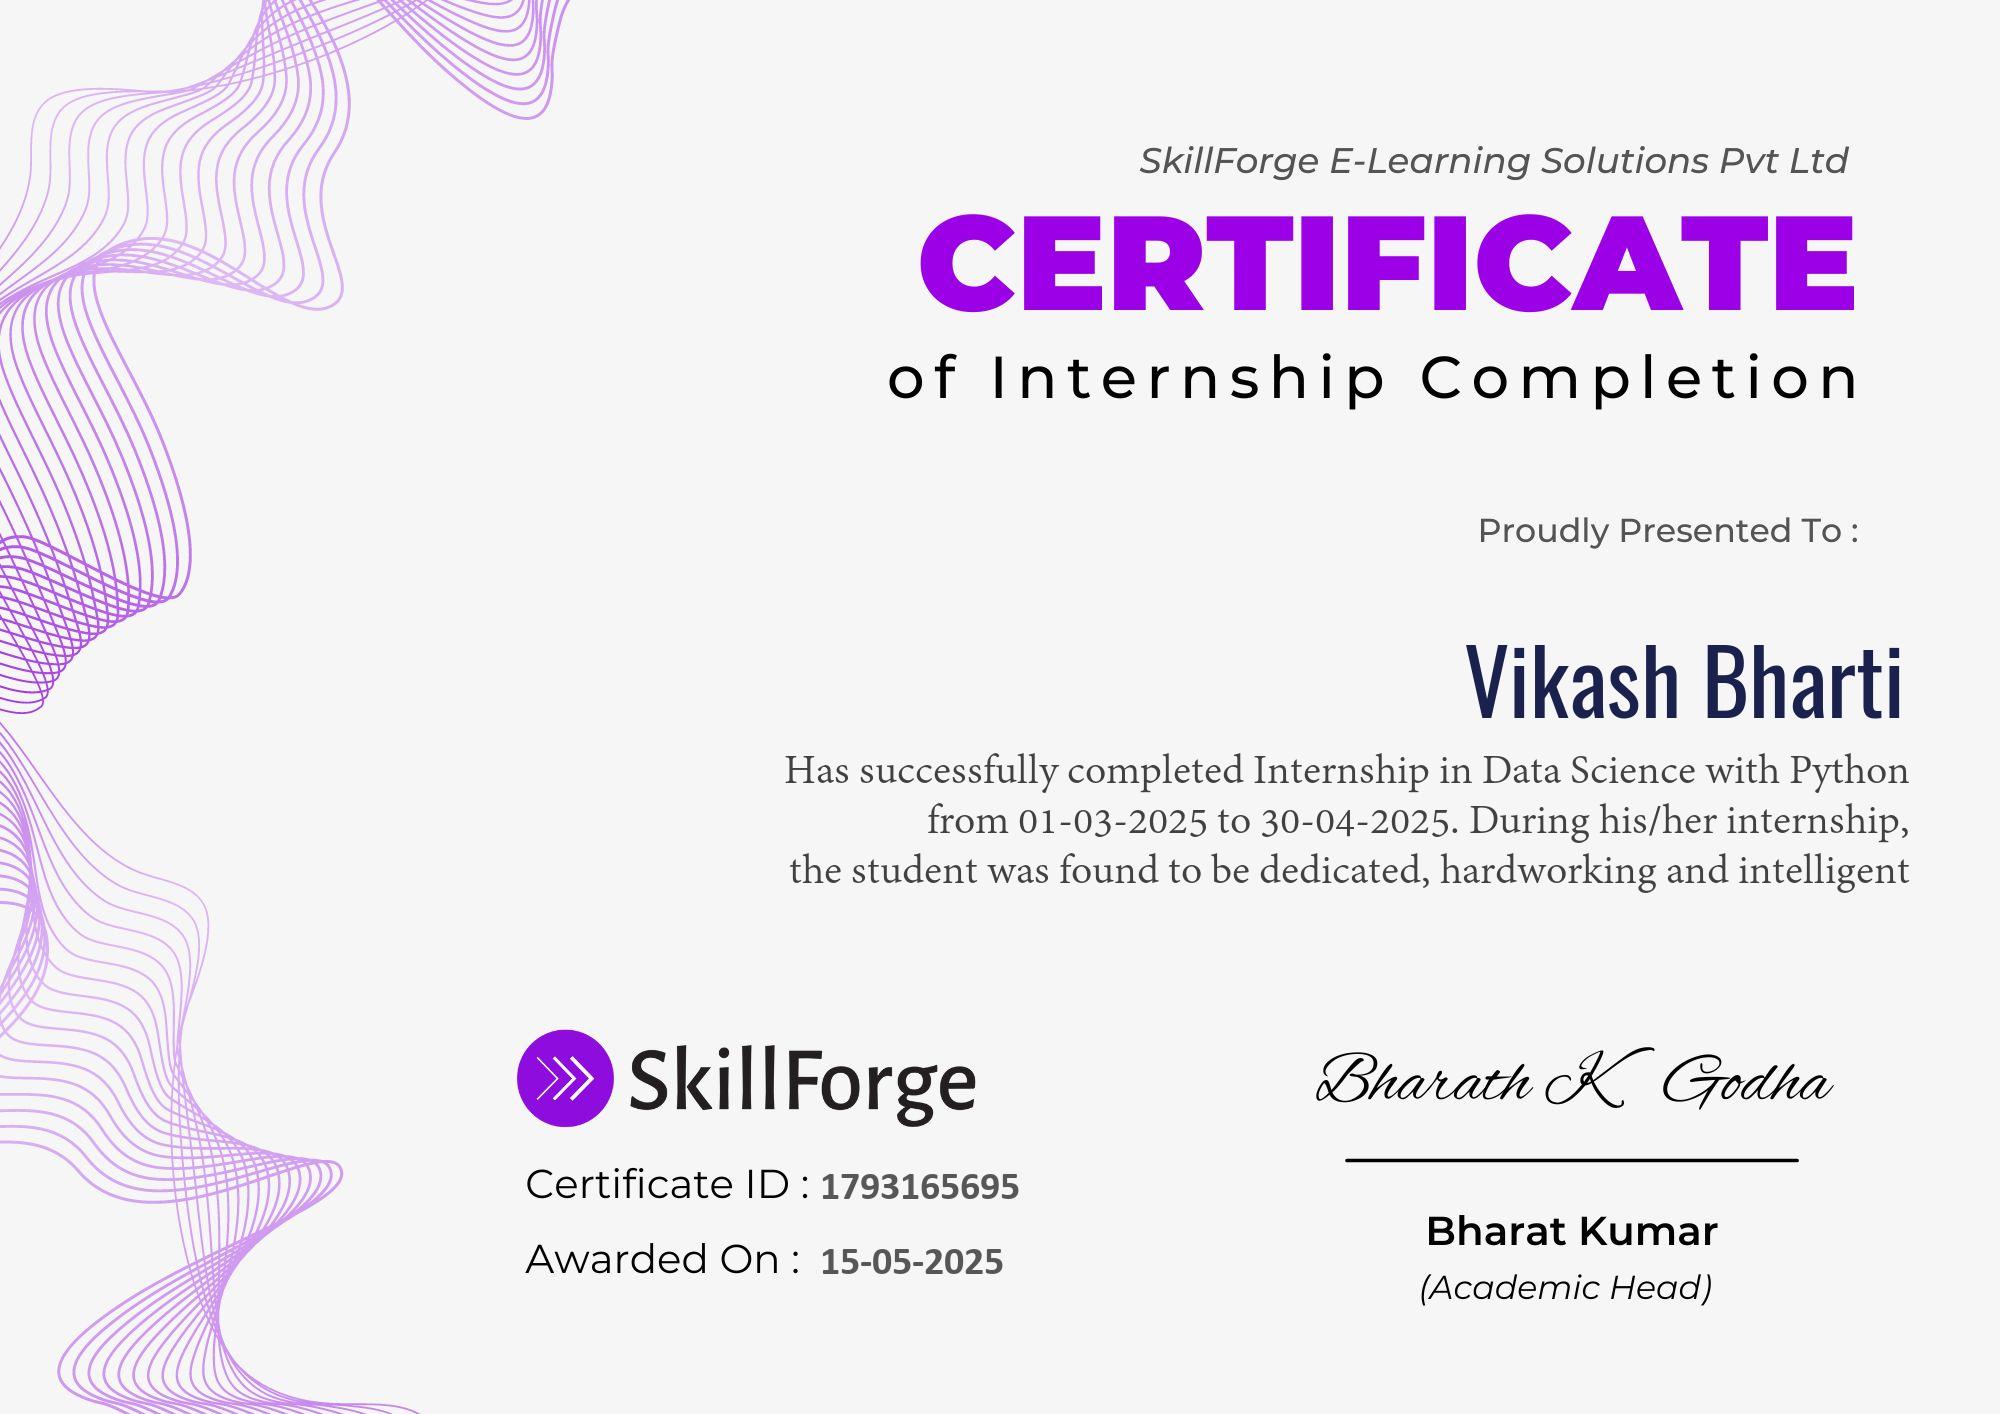 SkillForge E-Learning Solutions Pvt Ltd
CERTIFICATE
of Internship Completion
Proudly Presented To :
Vikash Bharti
Has successfully completed Internship in Data Science with Python
from 01-03-2025 to 30-04-2025. During his/her internship,
the student was found to be dedicated, hardworking and intelligent
SkillForge
Certificate ID : 1793165695
Awarded On : 15-05-2025
Bharath K Godha
Bharat Kumar
(Academic Head)